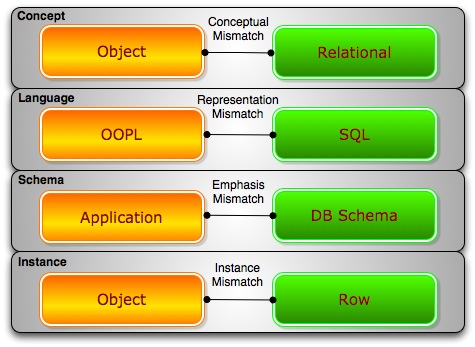 Concept
Conceptual
Mismatch
Object
Relational
Language
Representation
Mismatch
OOPL
SQL
Schema
Emphasis
Mismatch
Application
DB Schema
Instance
Instance
Mismatch
Object
Row